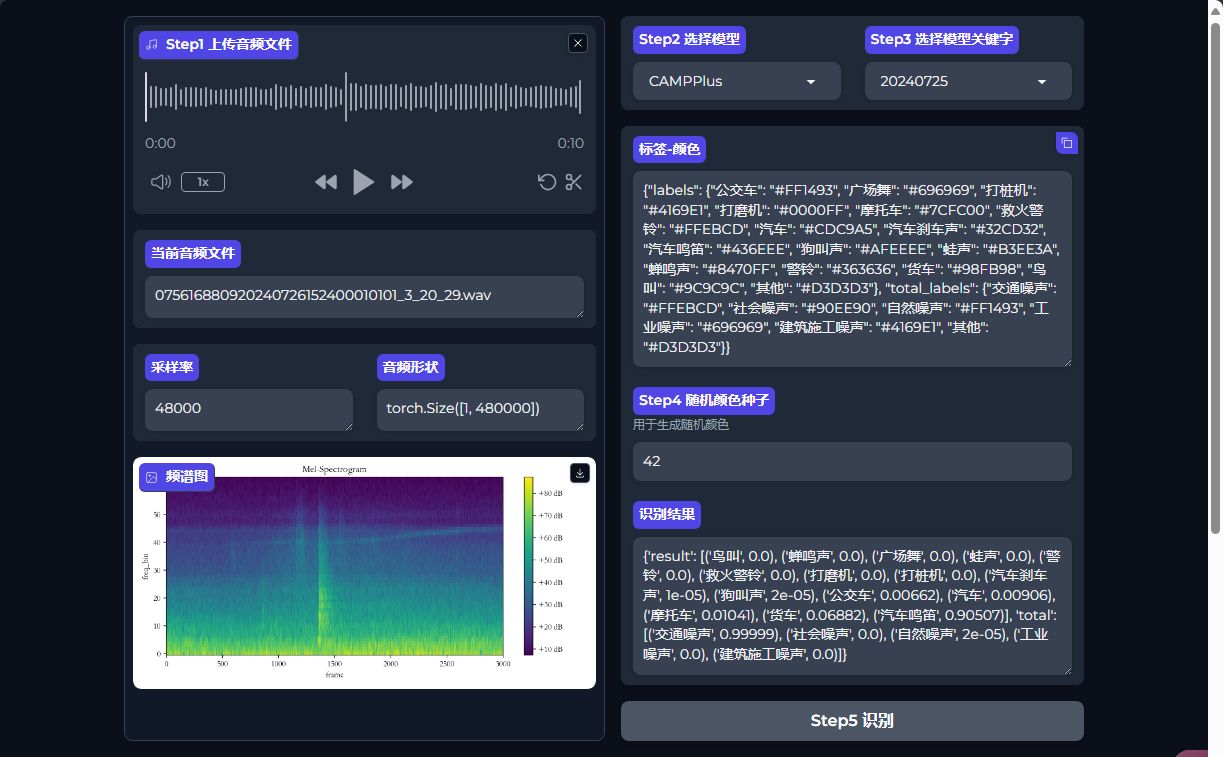 Step1 上传音频文件
0:00
0:10
1x
当前音频文件
075616880920240726152400010101_3_20_29.wav
采样率
音频形状
48000
torch.Size([1, 480000])
频谱图
Mel-Spectrogram
freq_bin
50
40
30
20
10
0
0
500
1000
1500
2000
2500
3000
frame
+80 dB
+70 dB
+60 dB
+50 dB
+40 dB
+30 dB
+20 dB
+10 dB
Step2 选择模型
Step3 选择模型关键字
CAMPPlus
20240725
标签-颜色
{"labels": {"公交车": "#FF1493", "广场舞": "#696969", "打桩机":
"#4169E1", "打磨机": "#0000FF", "摩托车": "#7CFC00", "救火警
铃": "#FFEBCD", "汽车": "#CDC9A5", "汽车刹车声": "#32CD32",
"汽车鸣笛": "#436EEE", "狗叫声": "#AFEEEE", "蛙声": "#B3EE3A",
"蝉鸣声": "#8470FF", "警铃": "#363636", "货车": "#98FB98", "鸟
叫": "#9C9C9C", "其他": "#D3D3D3"}, "total_labels": {"交通噪声":
"#FFEBCD", "社会噪声": "#90EE90", "自然噪声": "#FF1493", "工
业噪声": "#696969", "建筑施工噪声": "#4169E1", "其他":
"#D3D3D3"}}
Step4 随机颜色种子
用于生成随机颜色
42
识别结果
{'result': [('鸟叫', 0.0), ('蝉鸣声', 0.0), ('广场舞', 0.0), ('蛙声', 0.0), ('警
铃', 0.0), ('救火警铃', 0.0), ('打磨机', 0.0), ('打桩机', 0.0), ('汽车刹车
声', 1e-05), ('狗叫声', 2e-05), ('公交车', 0.00662), ('汽车', 0.00906),
('摩托车', 0.01041), ('货车', 0.06882), ('汽车鸣笛', 0.90507)], 'total':
[('交通噪声', 0.99999), ('社会噪声', 0.0), ('自然噪声', 2e-05), ('工业
噪声', 0.0), ('建筑施工噪声', 0.0)]}
Step5 识别